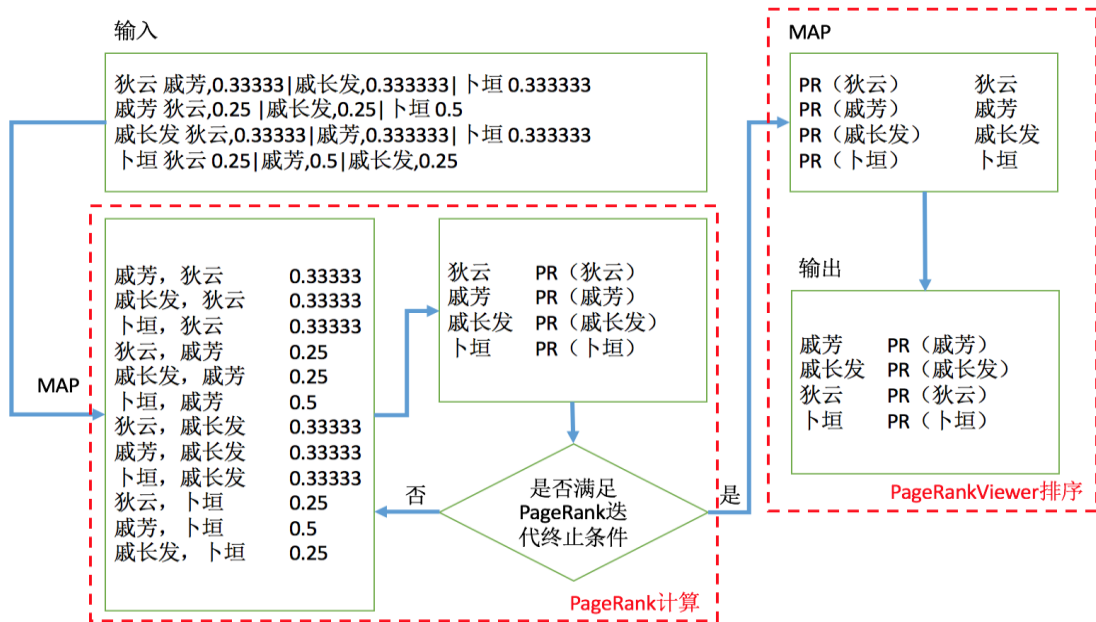 输入
狄云 戚芳,0.33333|戚长发,0.333333|卜垣 0.333333
戚芳 狄云,0.25 |戚长发,0.25|卜垣 0.5
戚长发 狄云,0.33333|戚芳,0.333333|卜垣 0.333333
卜垣 狄云 0.25|戚芳,0.5|戚长发,0.25
MAP
戚芳，狄云 0.33333
戚长发，狄云 0.33333
卜垣，狄云 0.33333
狄云，戚芳 0.25
戚长发，戚芳 0.25
卜垣，戚芳 0.5
狄云，戚长发 0.33333
戚芳，戚长发 0.33333
卜垣，戚长发 0.33333
狄云，卜垣 0.25
戚芳，卜垣 0.5
戚长发，卜垣 0.25
狄云 PR（狄云）
戚芳 PR（戚芳）
戚长发 PR（戚长发）
卜垣 PR（卜垣）
是否满足
PageRank迭
代终止条件
否
是
PageRank计算
MAP
PR（狄云） 狄云
PR（戚芳） 戚芳
PR（戚长发） 戚长发
PR（卜垣） 卜垣
输出
戚芳 PR（戚芳）
戚长发 PR（戚长发）
狄云 PR（狄云）
卜垣 PR（卜垣）
PageRankViewer排序